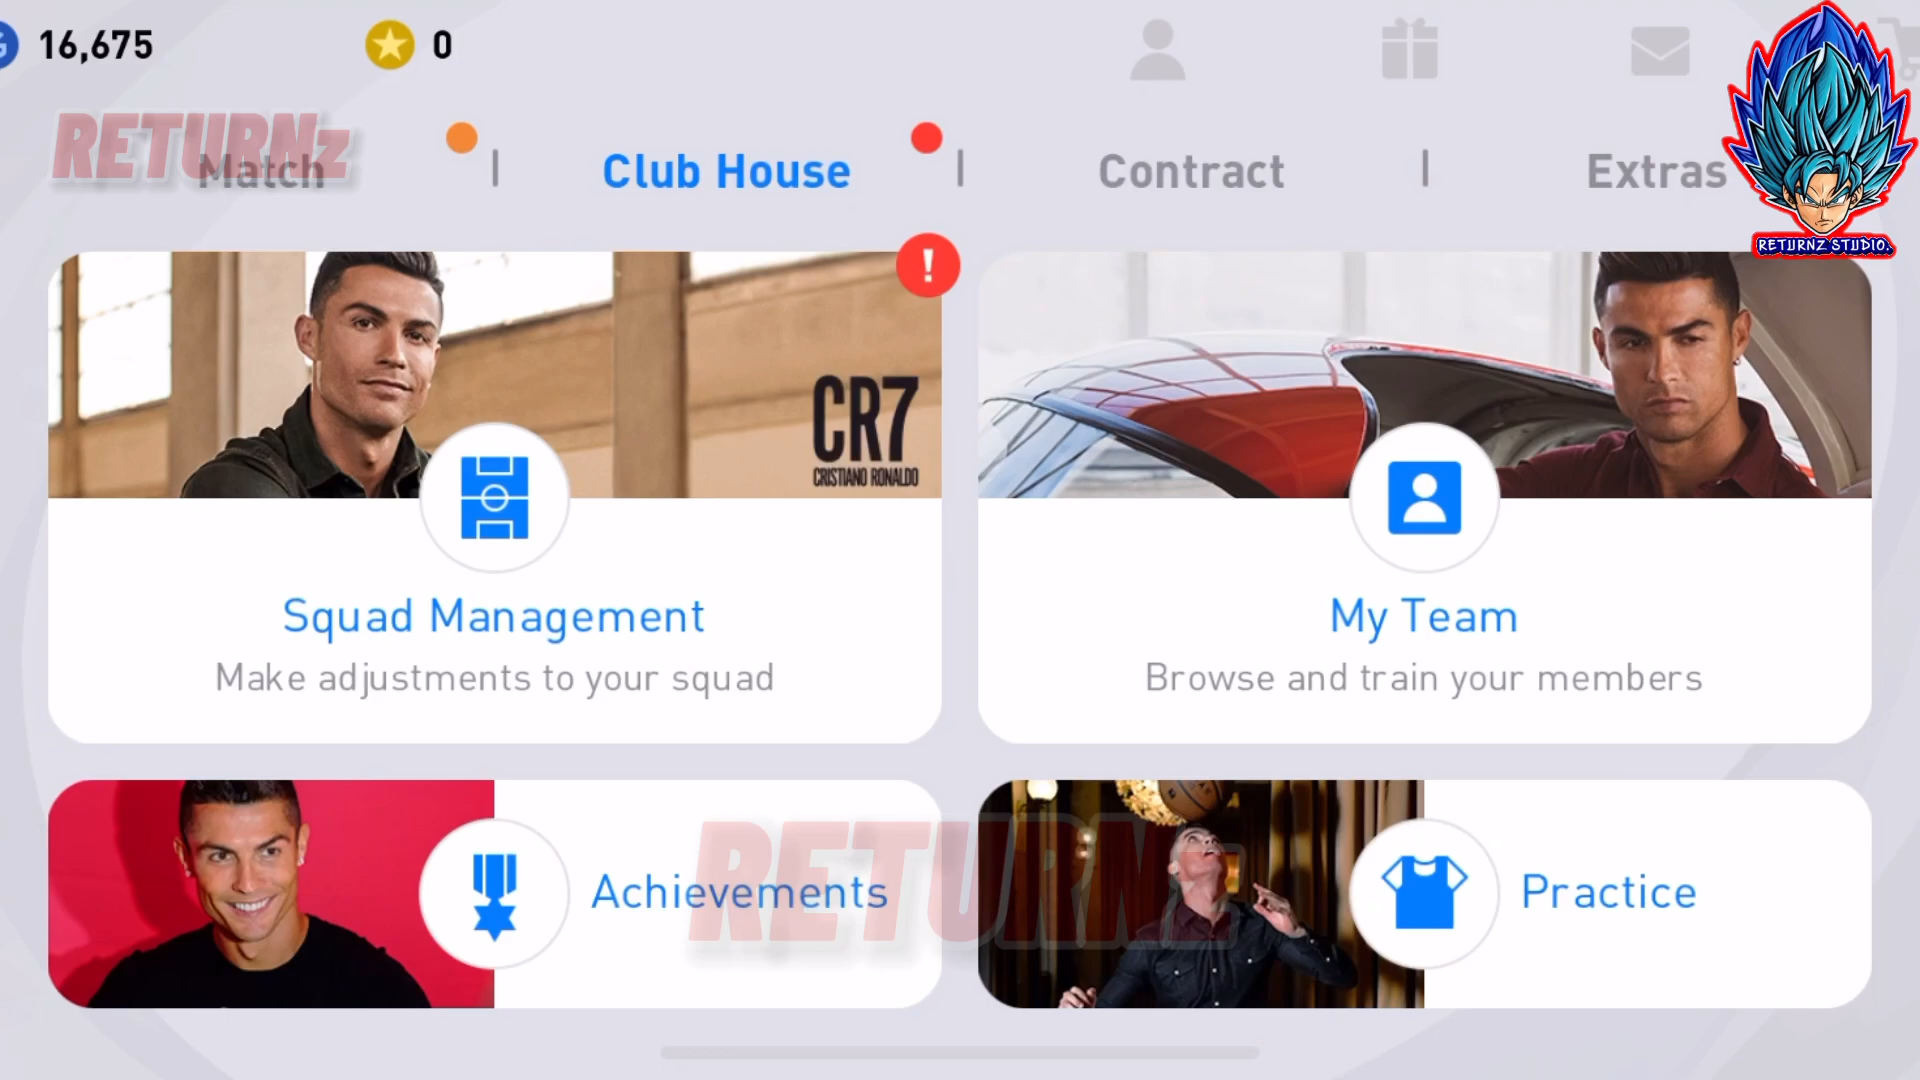 16,675
0
RETURNz
Match
Club House
Contract
Extras
RETURNZ STUDIO.
!
CR7
CRISTIANO RONALDO
Squad Management
Make adjustments to your squad
My Team
Browse and train your members
Achievements
RETURNz
Practice